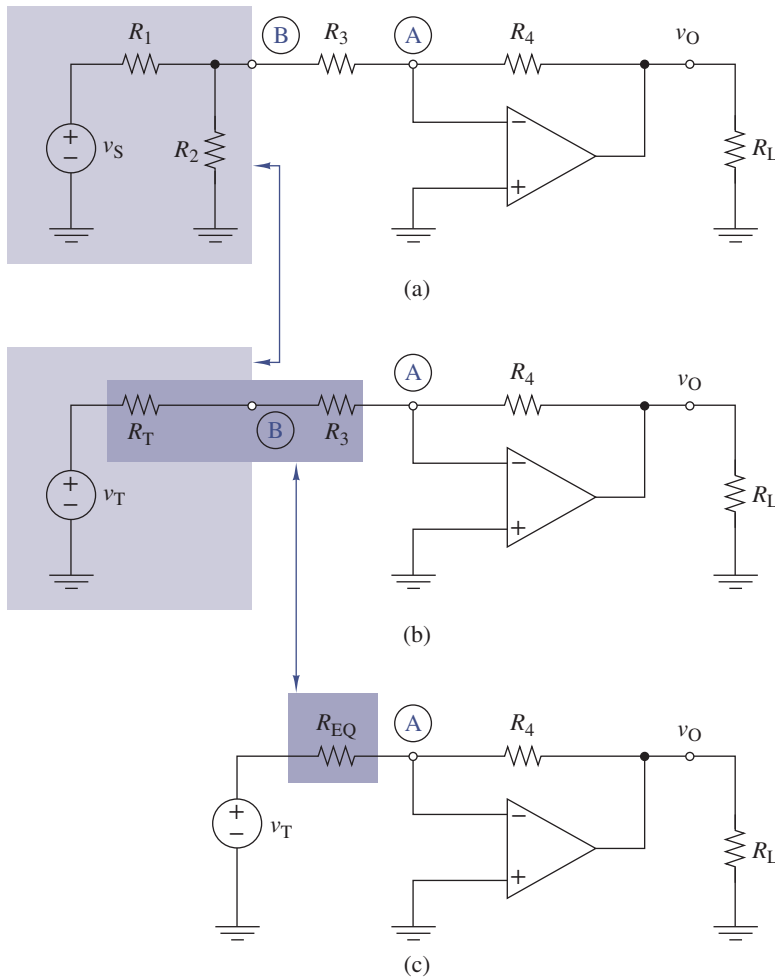 R1 B R3 A R4 vO
+
−
vS R2 − + RL
(a)
A R4 vO
RT B R3
+
−
vT − + RL
(b)
REQ A R4 vO
+
−
vT − + RL
(c)